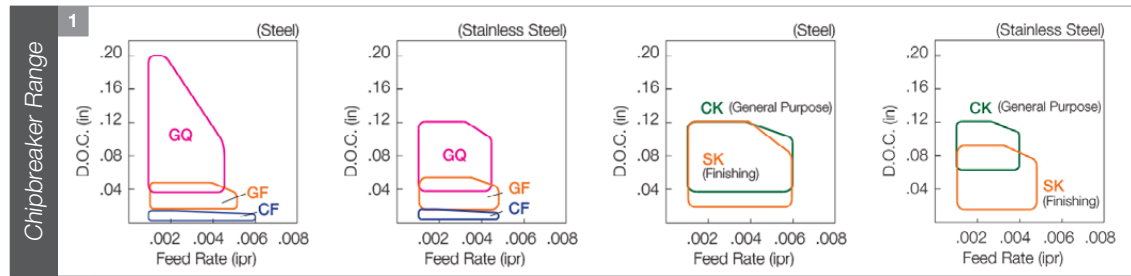 Chipbreaker Range
1
(Steel)
D.O.C. (in)
.20
.16
.12
.08
.04
GQ
GF
CF
.002 .004 .006 .008
Feed Rate (ipr)
(Stainless Steel)
D.O.C. (in)
.20
.16
.12
.08
.04
GQ
GF
CF
.002 .004 .006 .008
Feed Rate (ipr)
(Steel)
D.O.C. (in)
.20
.16
.12
.08
.04
CK (General Purpose)
SK
(Finishing)
.002 .004 .006 .008
Feed Rate (ipr)
(Stainless Steel)
D.O.C. (in)
.20
.16
.12
.08
.04
CK (General Purpose)
SK
(Finishing)
.002 .004 .006 .008
Feed Rate (ipr)